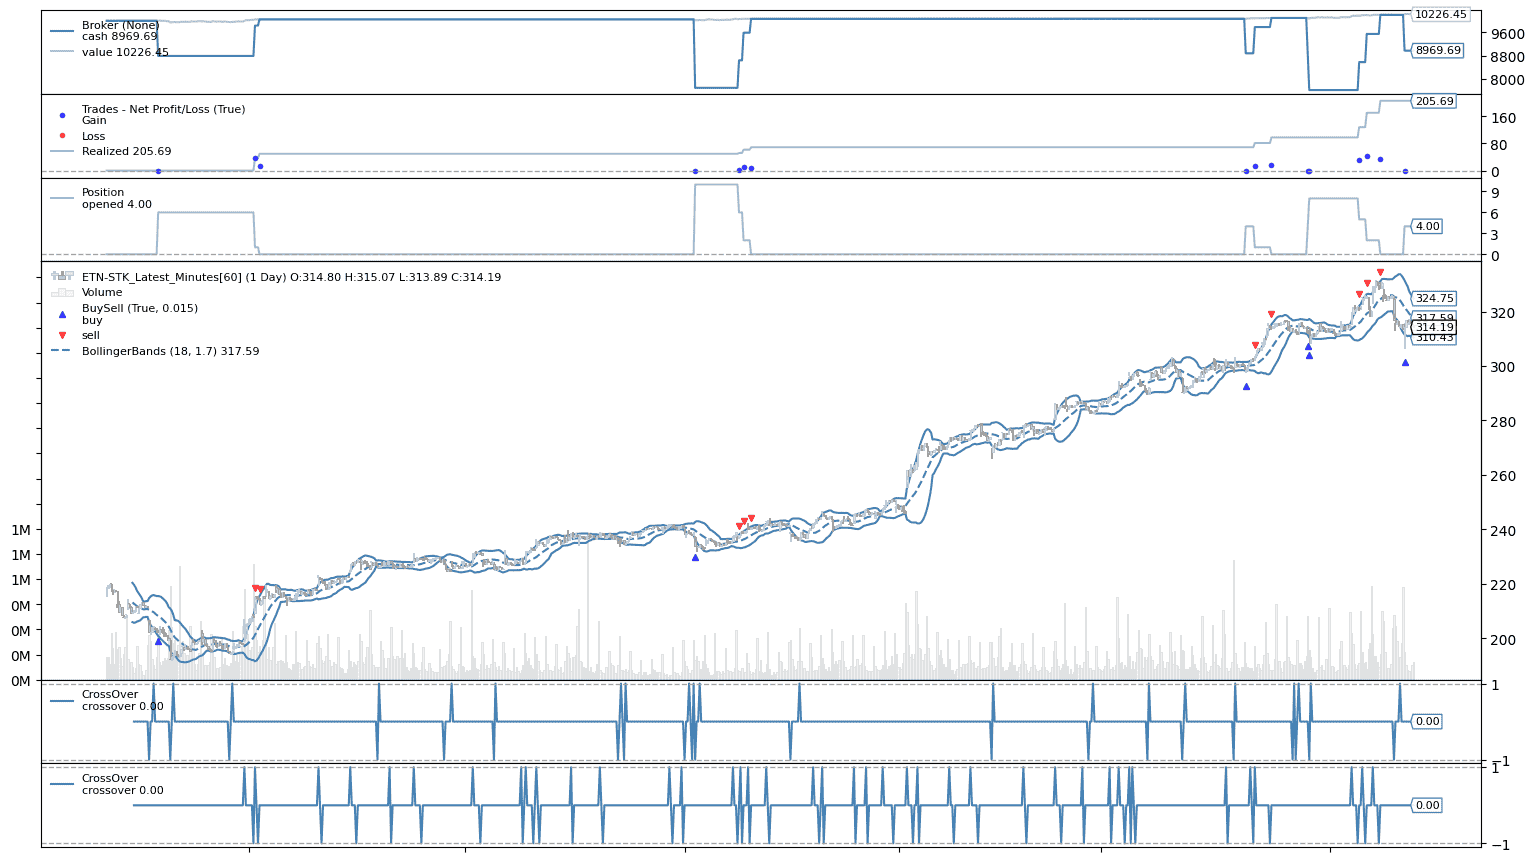 Broker (None)
cash 8969.69
value 10226.45
10226.45
9600
8969.69
8800
8000
Trades - Net Profit/Loss (True)
Gain
Loss
Realized 205.69
205.69
160
80
0
Position
opened 4.00
9
6
4.00
3
0
ETN-STK_Latest_Minutes[60] (1 Day) O:314.80 H:315.07 L:313.89 C:314.19
Volume
BuySell (True, 0.015)
buy
sell
BollingerBands (18, 1.7) 317.59
324.75
320
317.59
314.19
310.43
300
280
260
240
220
200
1M
1M
1M
0M
0M
0M
0M
CrossOver
crossover 0.00
1
0.00
−1
CrossOver
crossover 0.00
1
0.00
−1